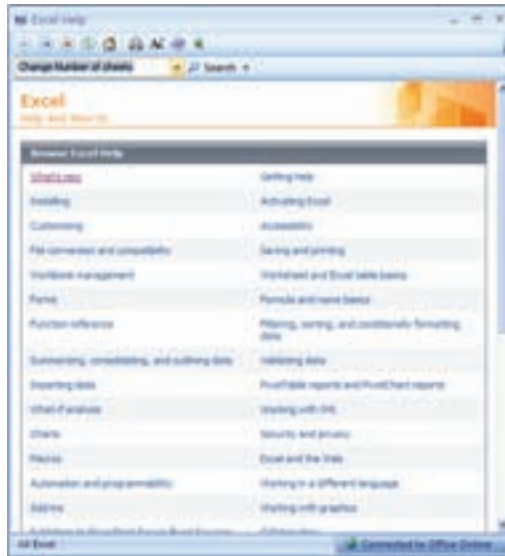 Excel Help
Change Number of sheets Search
Excel
Help and How-to
Browse Excel Help
What's new Getting help
Installing Activating Excel
Customizing Accessibility
File conversion and compatibility Saving and printing
Workbook management Worksheet and Excel table basics
Forms Formula and name basics
Function reference Filtering, sorting, and conditionally formatting
data
Summarizing, consolidating, and outlining data Validating data
Importing data PivotTable reports and PivotChart reports
What-if analysis Working with XML
Charts Security and privacy
Macros Excel and the Web
Automation and programmability Working in a different language
Add-ins Working with graphics
Collaboration
All Excel Connected to Office Online